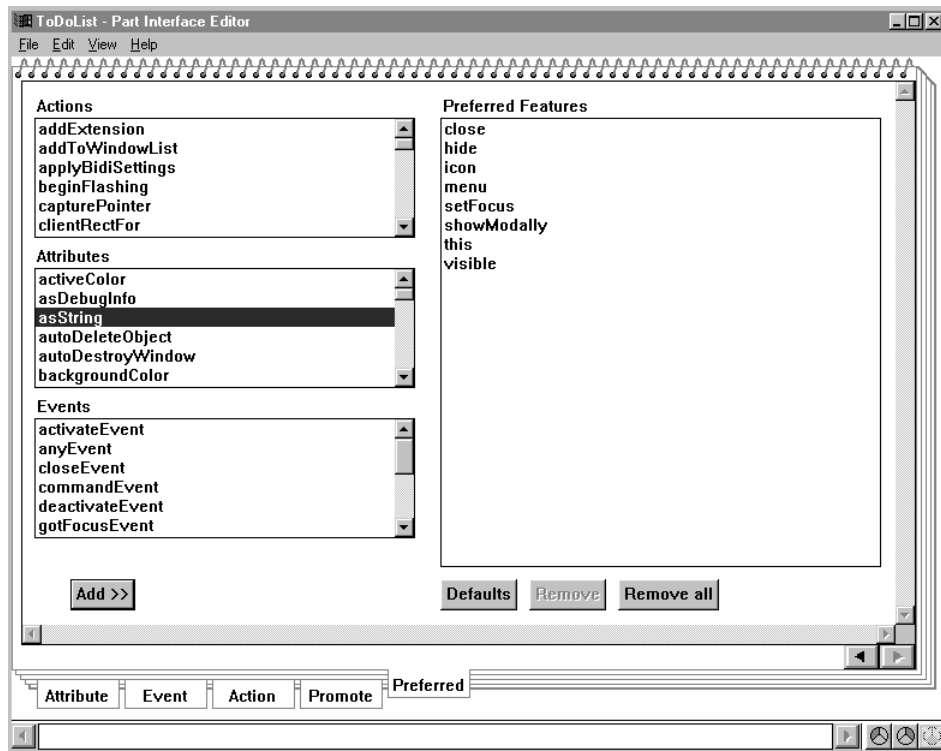 ToDoList - Part Interface Editor
File Edit View Help
Actions
addExtension
addToWindowList
applyBidiSettings
beginFlashing
capturePointer
clientRectFor
Attributes
activeColor
asDebugInfo
asString
autoDeleteObject
autoDestroyWindow
backgroundColor
Events
activateEvent
anyEvent
closeEvent
commandEvent
deactivateEvent
gotFocusEvent
Add >>
Preferred Features
close
hide
icon
menu
setFocus
showModally
this
visible
Defaults Remove Remove all
Attribute Event Action Promote Preferred